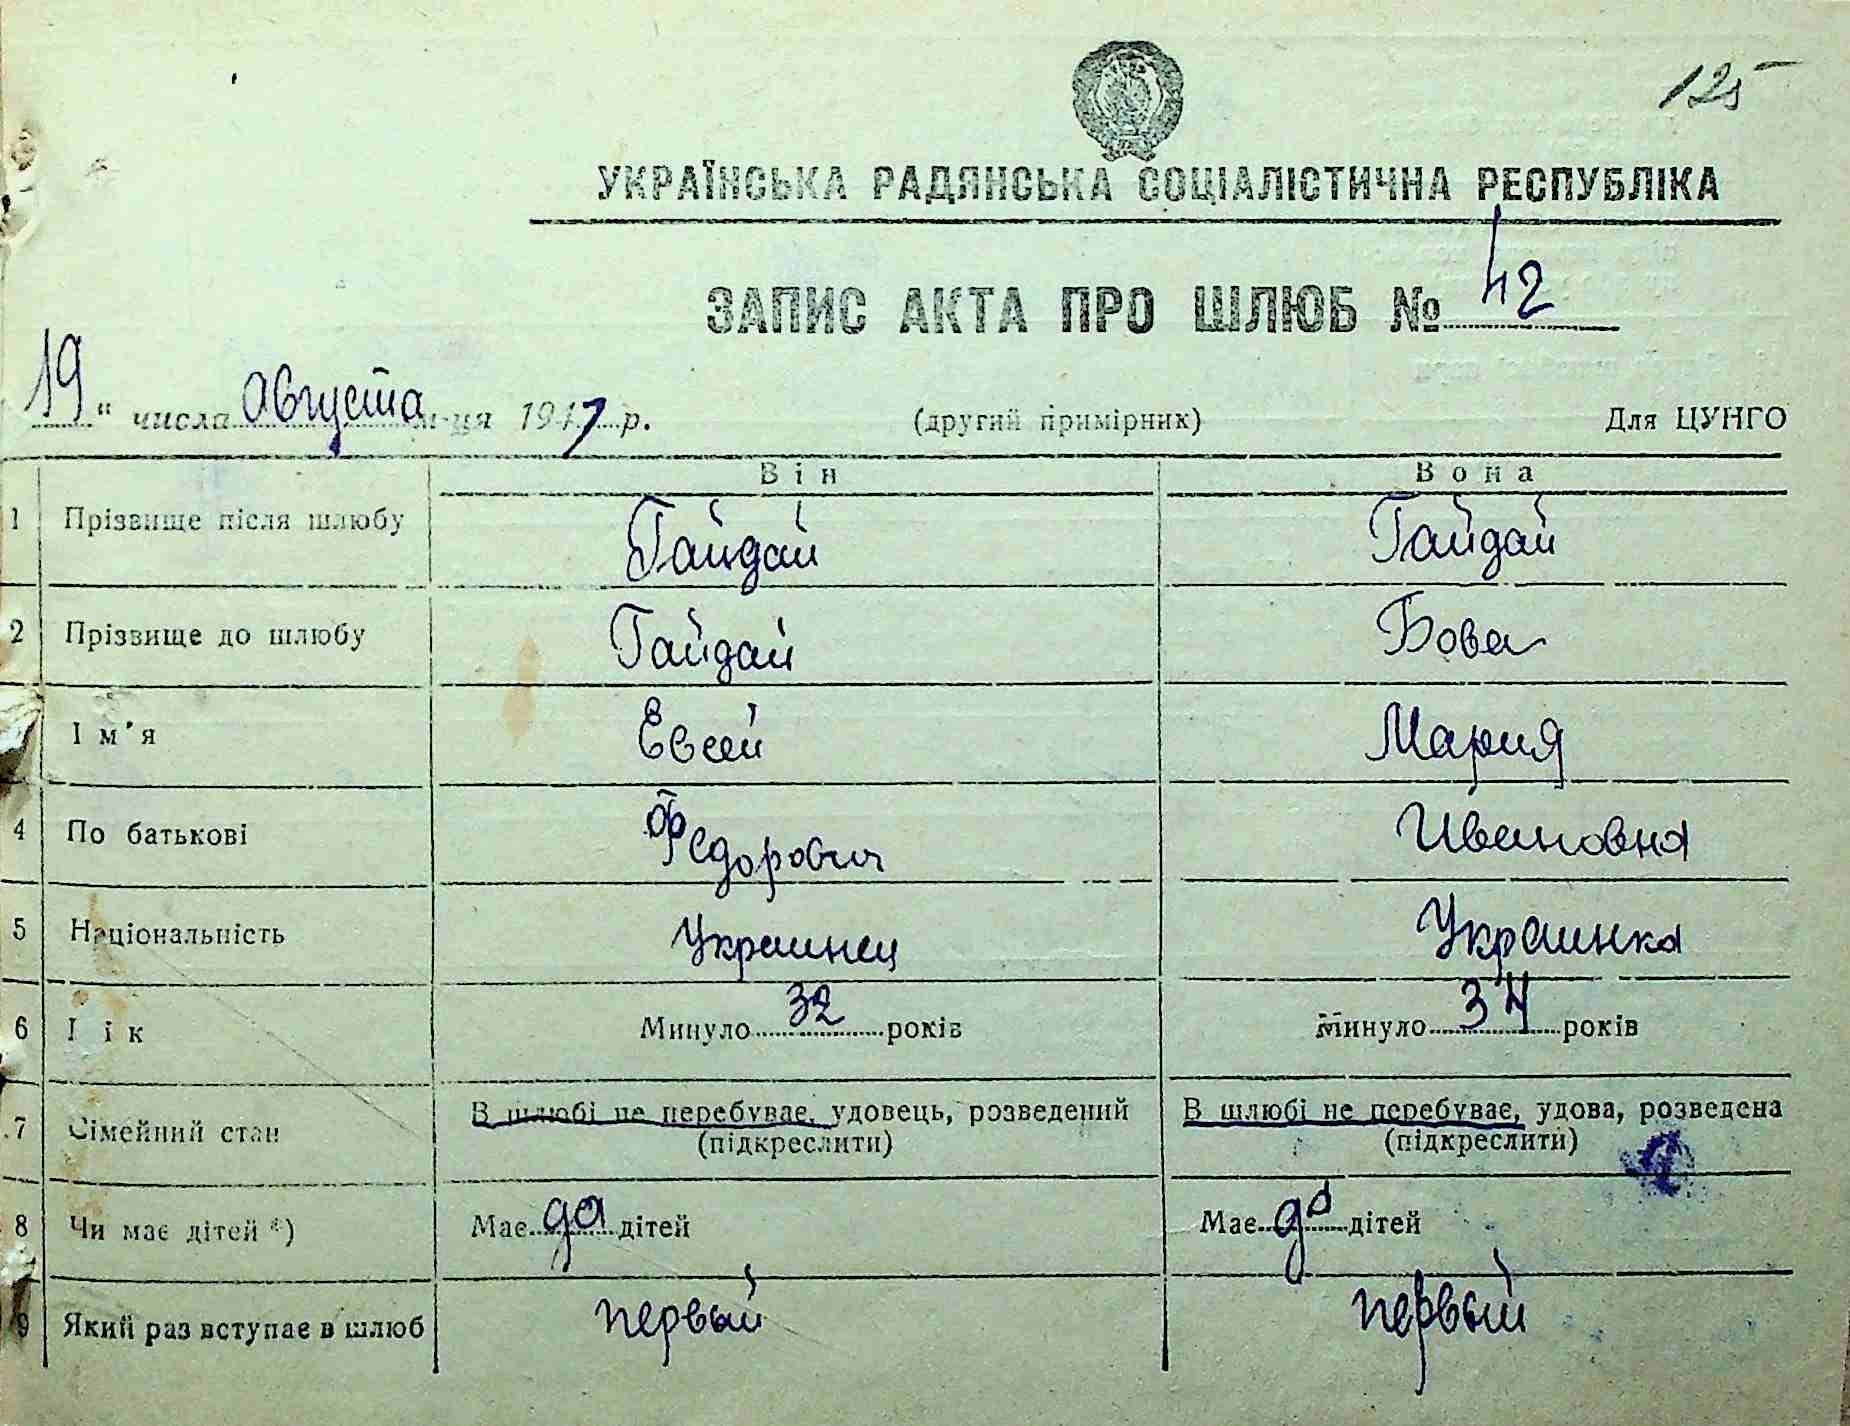 125
УКРАЇНСЬКА РАДЯНСЬКА СОЦІАЛІСТИЧНА РЕСПУБЛІКА
ЗАПИС АКТА ПРО ШЛЮБ № 42
19 " числа августа м-ця 1947 р. (другий примірник) Для ЦУНГО
Він Вона
1 Прізвище після шлюбу Гайдай Гайдай
2 Прізвище до шлюбу Гайдай Бова
Ім'я Евсей Мария
4 По батькові Федорович Ивановна
5 Національність Украинец Украинка
6 Вік Минуло 32 років Минуло 34 років
7 Сімейний стан В шлюбі не перебуває, удовець, розведений В шлюбі не перебуває, удова, розведена
(підкреслити) (підкреслити)
8 Чи має дітей *) Має да дітей Має да дітей
9 Який раз вступає в шлюб первый первый